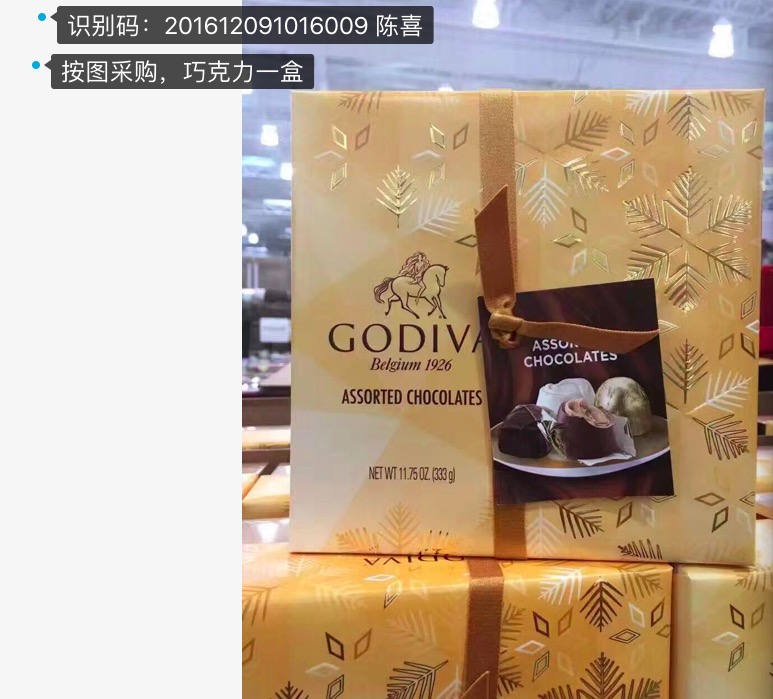 识别码：201612091016009 陈喜
按图采购，巧克力一盒
GODIVA
Belgium 1926
ASSORTED CHOCOLATES
NET WT 11.75 OZ. (333 g)
CHOCOLATES